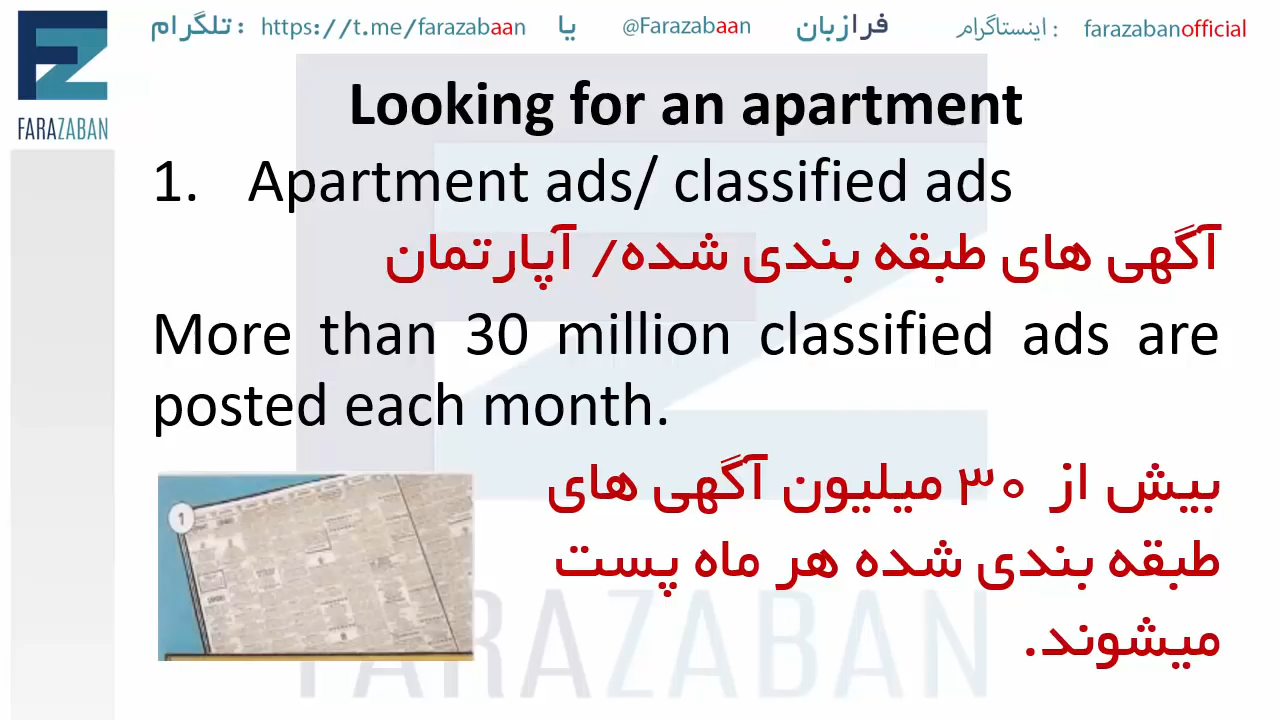 تلگرام : https://t.me/farazabaan یا @Farazabaan فرازبان اینستاگرام : farazabanofficial
FARAZABAN
Looking for an apartment
1. Apartment ads/ classified ads
آگهی های طبقه بندی شده/ آپارتمان
More than 30 million classified ads are
posted each month.
بیش از ۳۰ میلیون آگهی های
طبقه بندی شده هر ماه پست
میشوند.
1
FARAZABAN